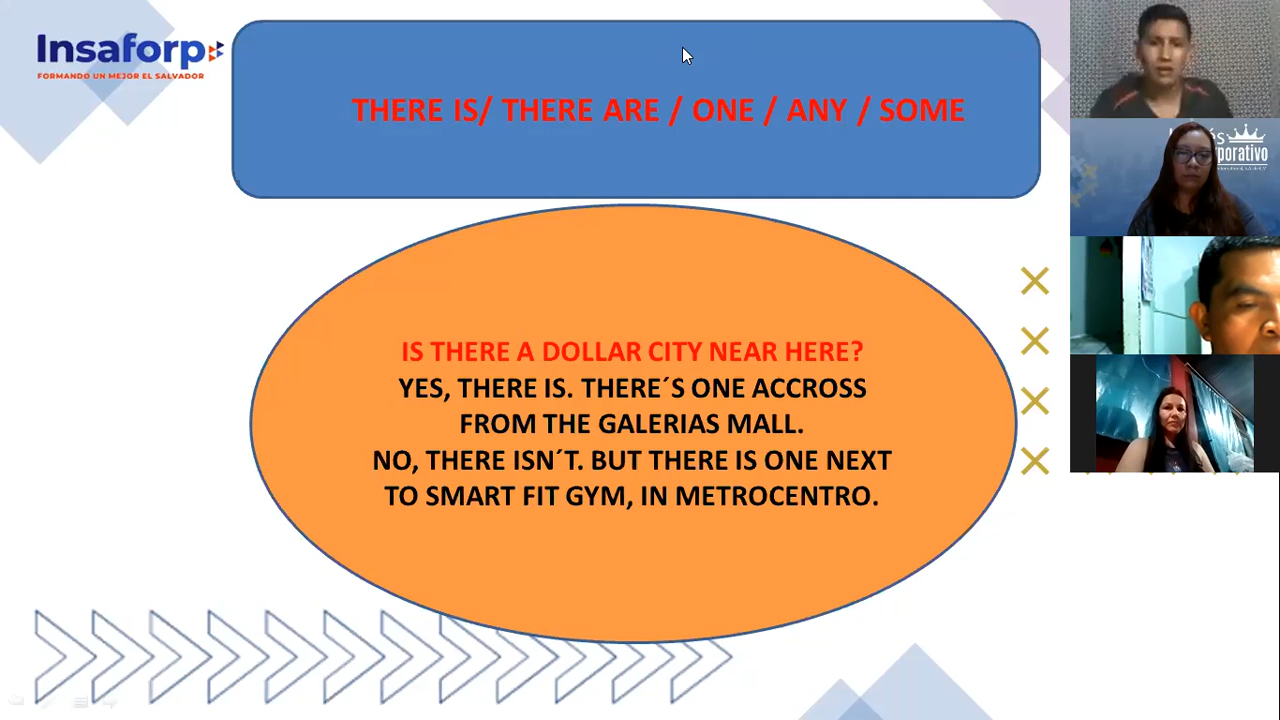 Insaforp
FORMANDO UN MEJOR EL SALVADOR
THERE IS/ THERE ARE / ONE / ANY / SOME
IS THERE A DOLLAR CITY NEAR HERE?
YES, THERE IS. THERE´S ONE ACCROSS
FROM THE GALERIAS MALL.
NO, THERE ISN´T. BUT THERE IS ONE NEXT
TO SMART FIT GYM, IN METROCENTRO.